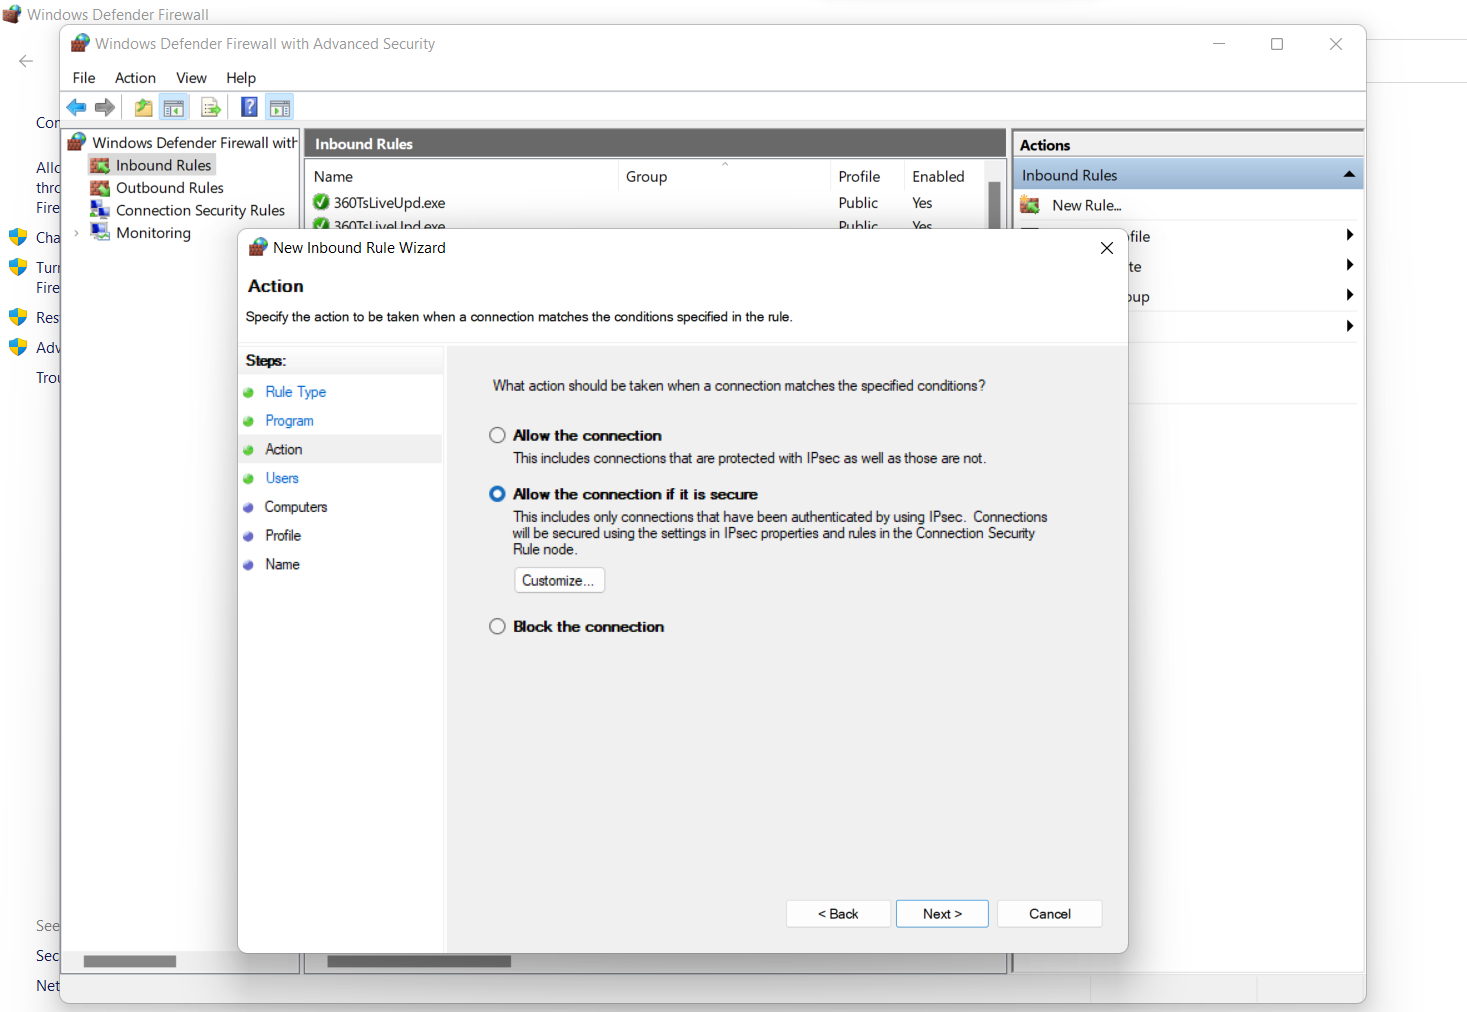 Windows Defender Firewall
Windows Defender Firewall with Advanced Security
File Action View Help
Windows Defender Firewall with
Inbound Rules
Outbound Rules
Connection Security Rules
Monitoring
Inbound Rules
Name Group Profile Enabled
360TsLiveUpd.exe Public Yes
360TsLiveUpd.exe Public Yes
Actions
Inbound Rules
New Rule...
ofile
te
oup
Cor
Allo
thro
Fire
Cha
Turn
Fire
Res
Adv
Trou
See
Sec
Net
New Inbound Rule Wizard
Action
Specify the action to be taken when a connection matches the conditions specified in the rule.
Steps:
Rule Type
Program
Action
Users
Computers
Profile
Name
What action should be taken when a connection matches the specified conditions?
Allow the connection
This includes connections that are protected with IPsec as well as those are not.
Allow the connection if it is secure
This includes only connections that have been authenticated by using IPsec. Connections
will be secured using the settings in IPsec properties and rules in the Connection Security
Rule node.
Customize...
Block the connection
< Back Next > Cancel